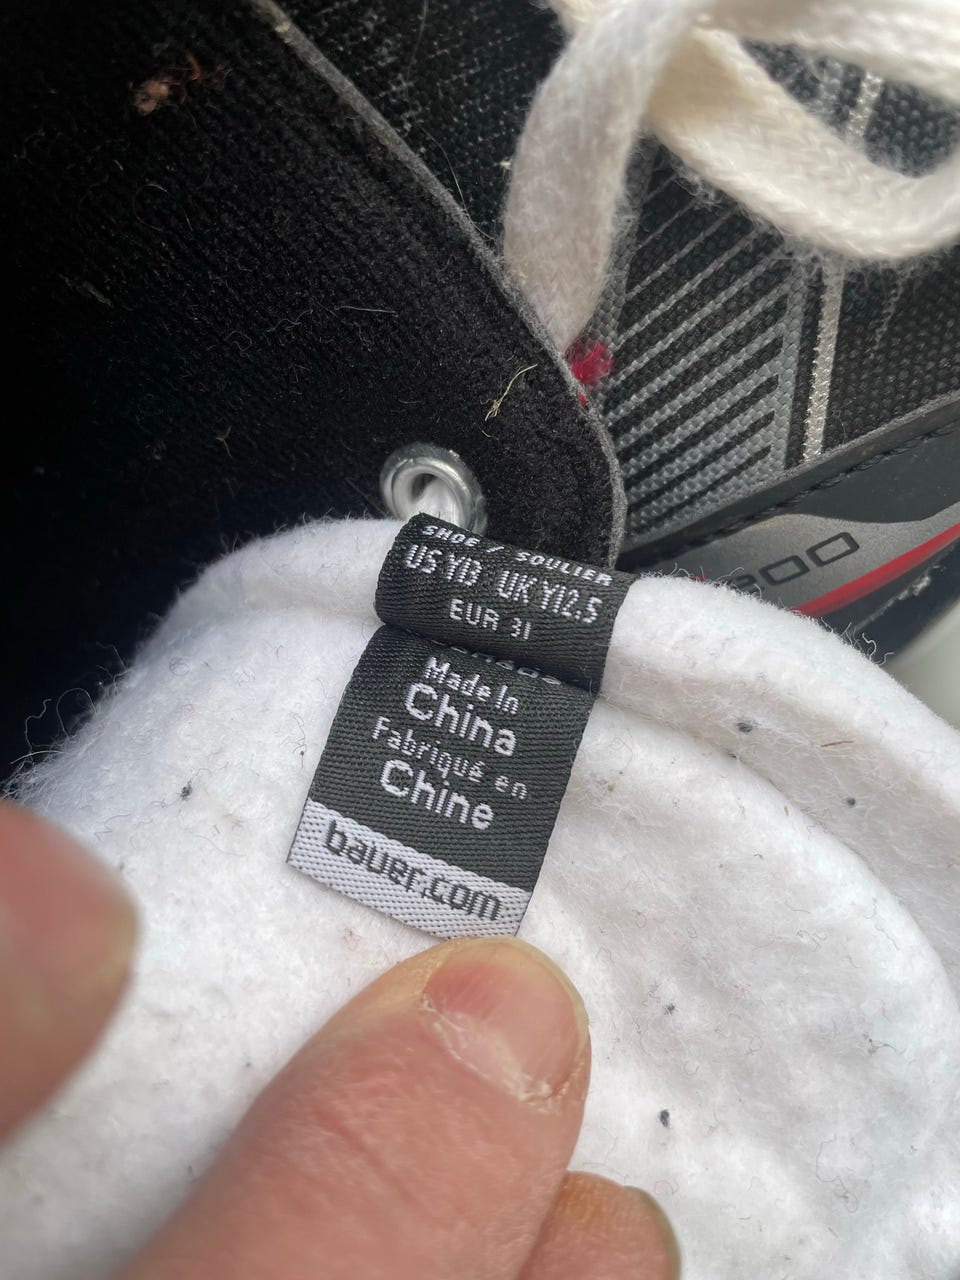 SHOE / SOULIER
US Y13 UK Y12.5
EUR 31
Made In
China
Fabriqué en
Chine
bauer.com